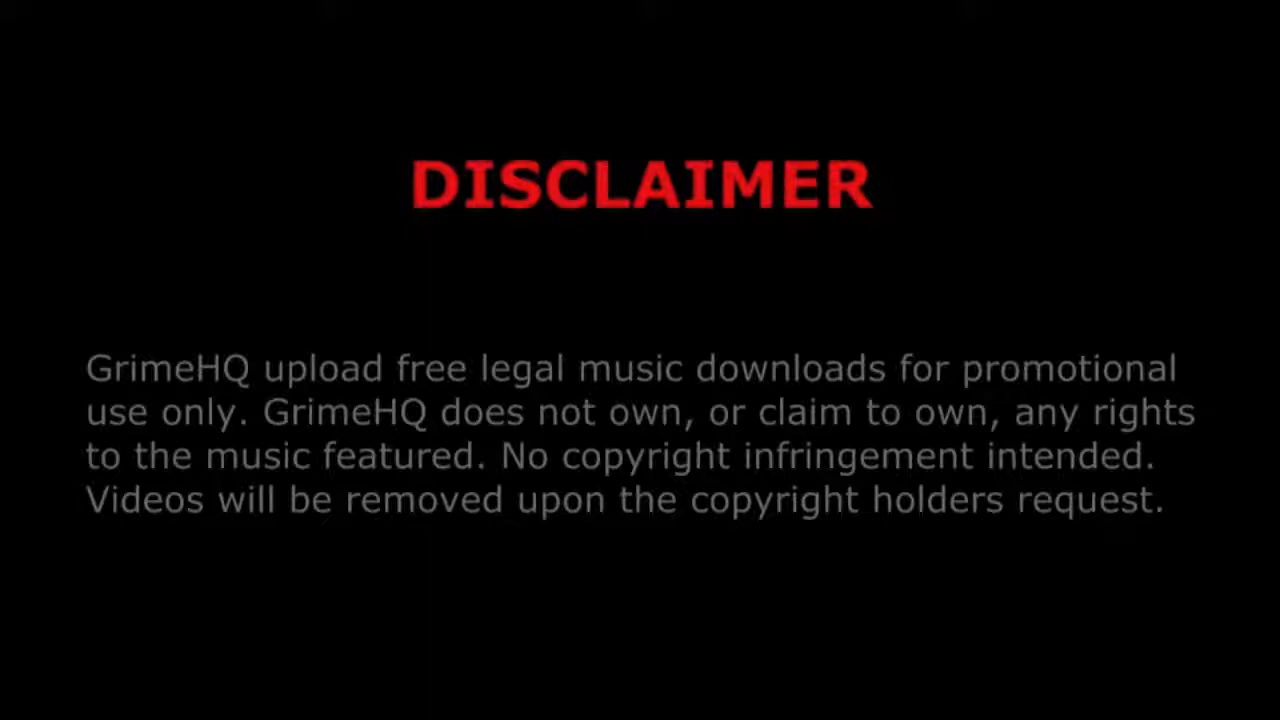 DISCLAIMER
GrimeHQ upload free legal music downloads for promotional
use only. GrimeHQ does not own, or claim to own, any rights
to the music featured. No copyright infringement intended.
Videos will be removed upon the copyright holders request.